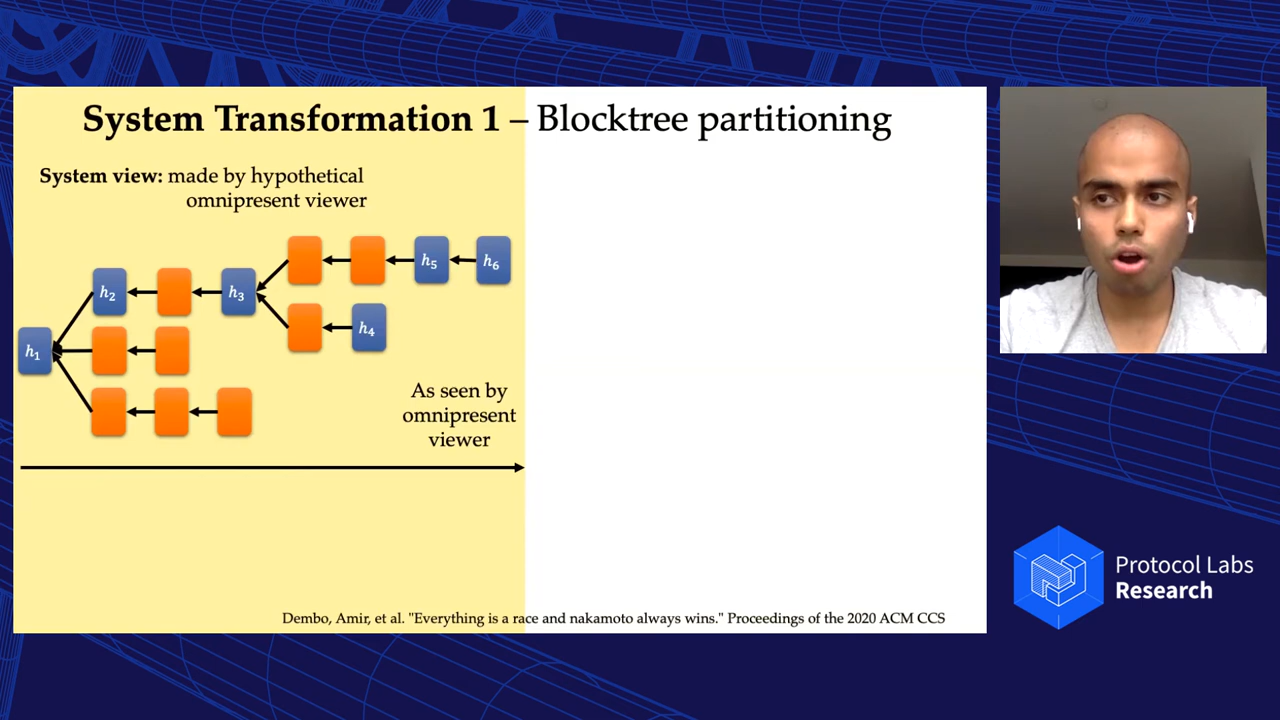 System Transformation 1 – Blocktree partitioning
System view: made by hypothetical
omnipresent viewer
h5
h6
h2
h3
h4
h1
As seen by
omnipresent
viewer
Protocol Labs
Research
Dembo, Amir, et al. "Everything is a race and nakamoto always wins." Proceedings of the 2020 ACM CCS